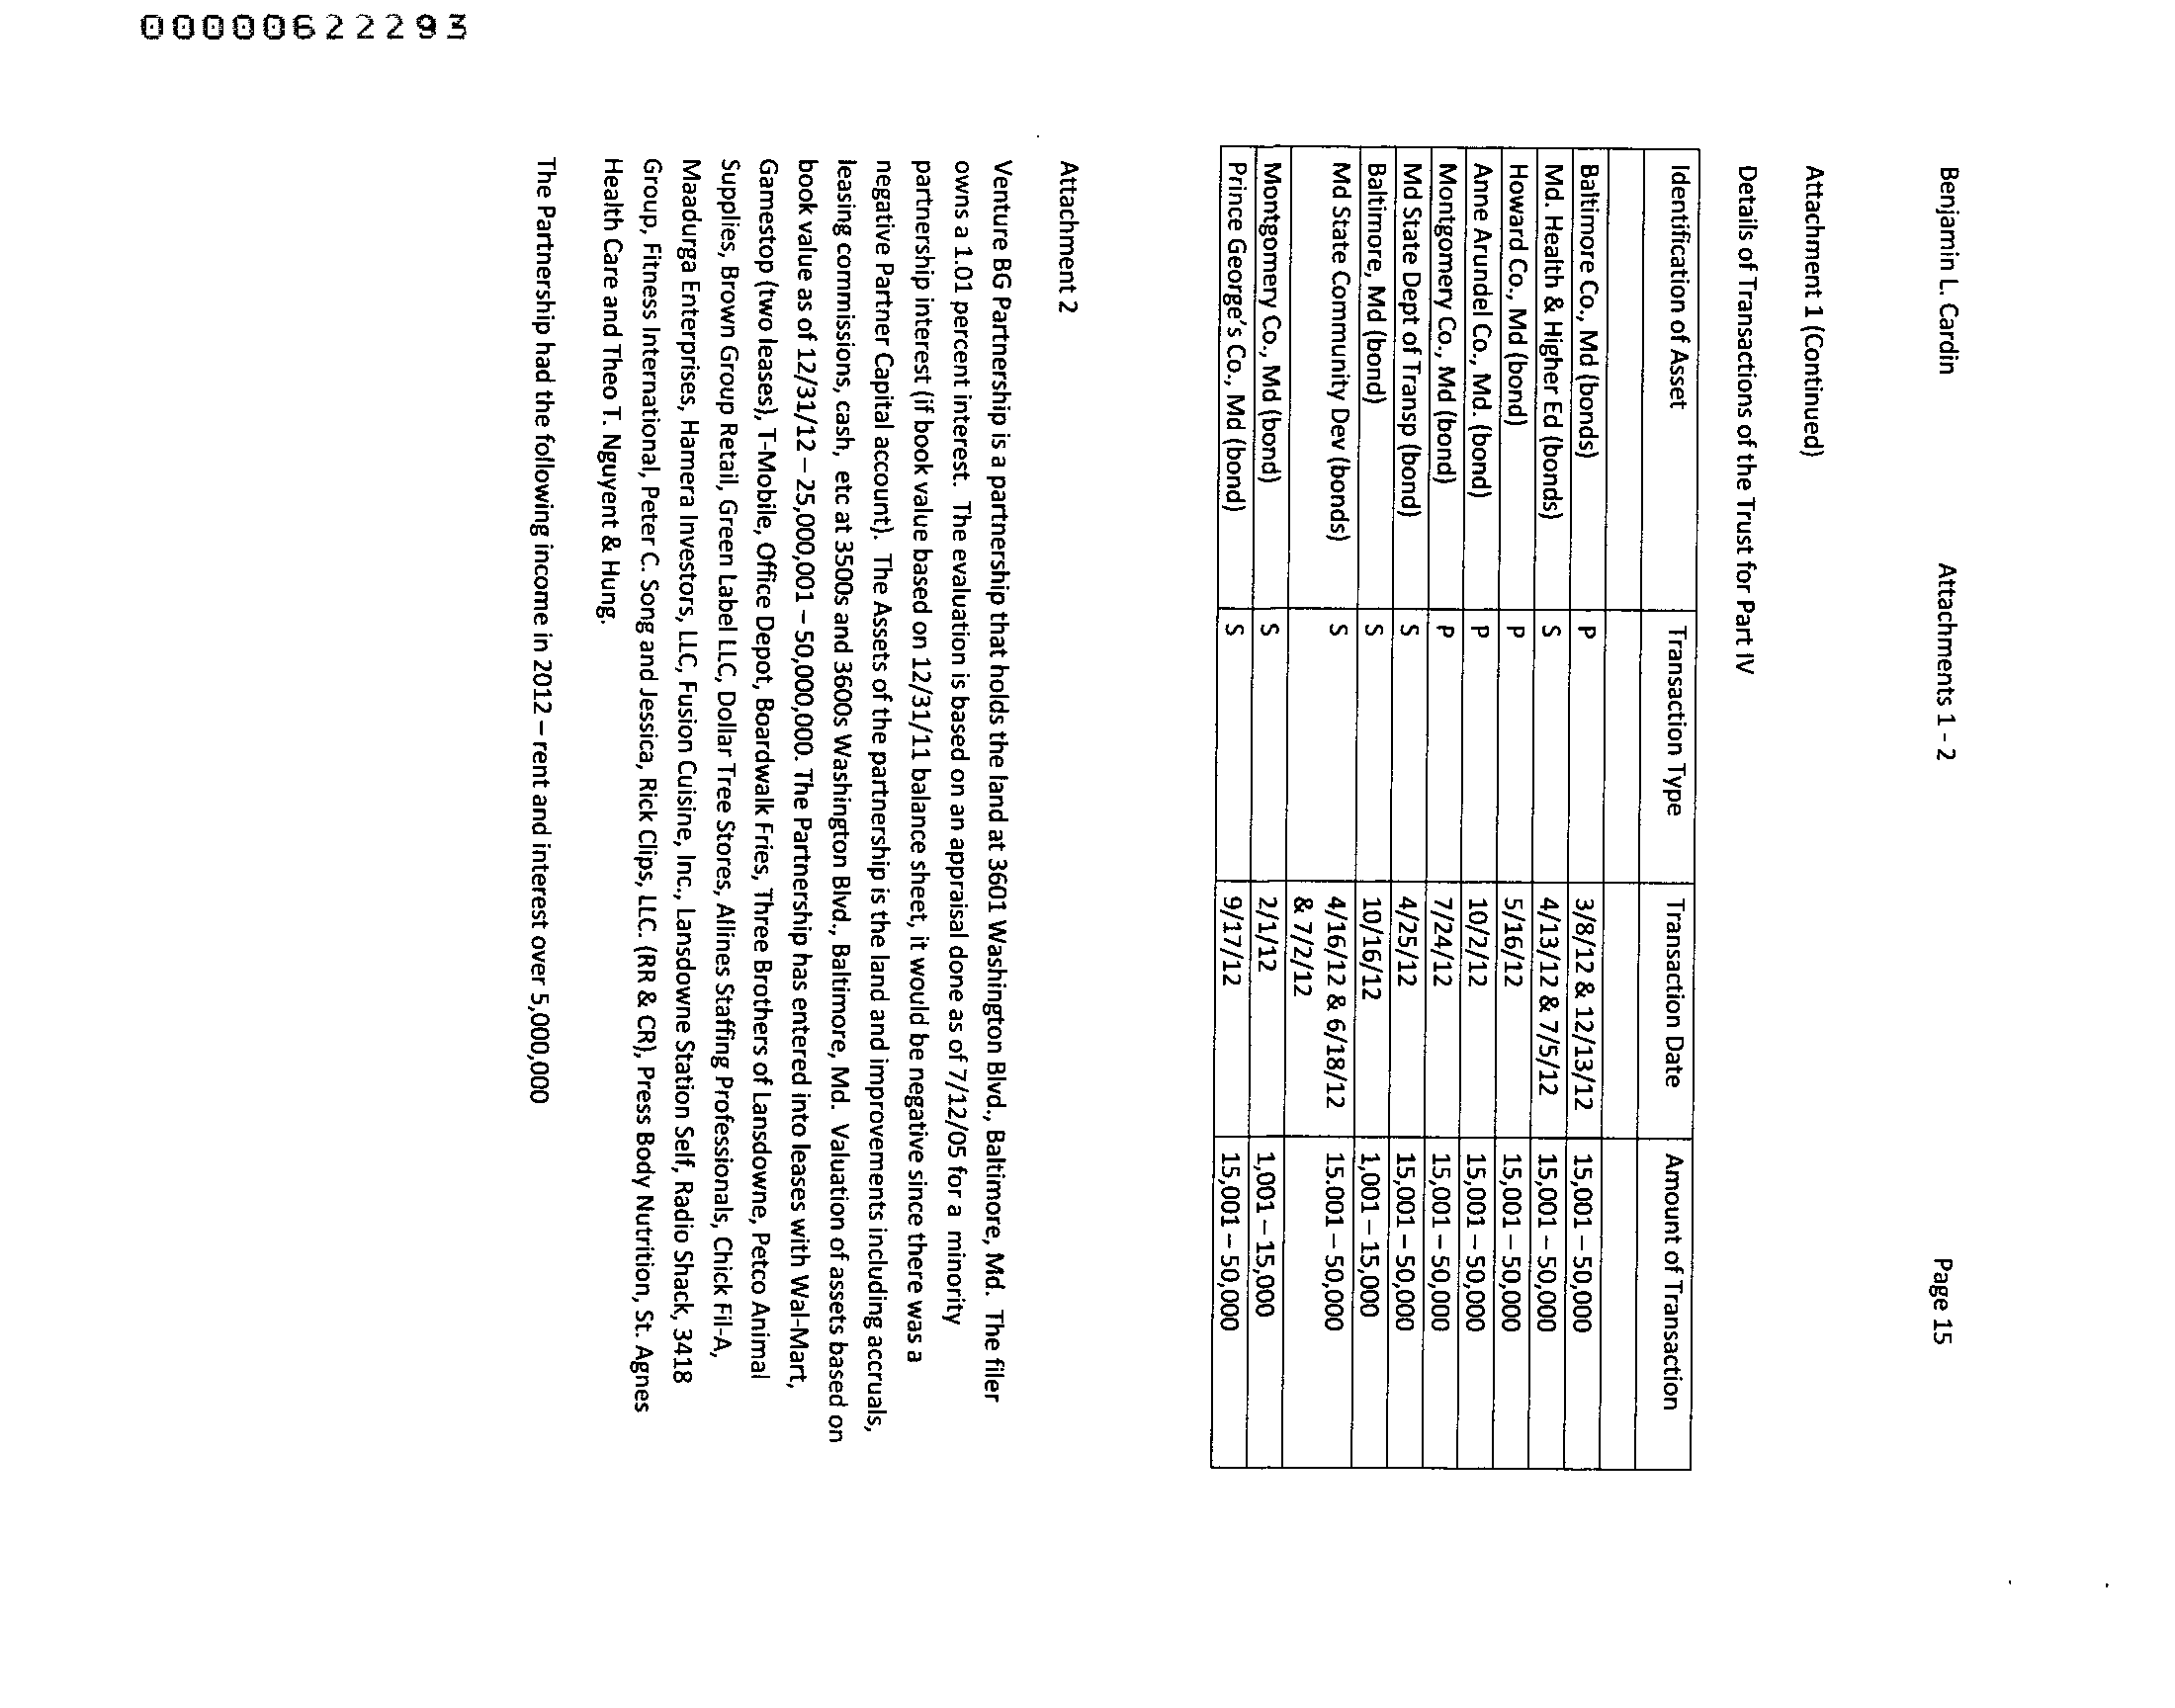 00000622293
Benjamin L. Cardin Attachments 1 - 2 Page 15
Attachment 1 (Continued)
Details of Transactions of the Trust for Part IV
Identification of Asset Transaction Type Transaction Date Amount of Transaction
Baltimore Co., Md (bonds) P 3/8/12 & 12/13/12 15,001 – 50,000
Md. Health & Higher Ed (bonds) S 4/13/12 & 7/5/12 15,001 – 50,000
Howard Co., Md (bond) P 5/16/12 15,001 – 50,000
Anne Arundel Co., Md. (bond) P 10/2/12 15,001 – 50,000
Montgomery Co., Md (bond) P 7/24/12 15,001 – 50,000
Md State Dept of Transp (bond) S 4/25/12 15,001 – 50,000
Baltimore, Md (bond) S 10/16/12 1,001 – 15,000
Md State Community Dev (bonds) S 4/16/12 & 6/18/12 15.001 – 50,000
& 7/2/12
Montgomery Co., Md (bond) S 2/1/12 1,001 – 15,000
Prince George's Co., Md (bond) S 9/17/12 15,001 – 50,000
Attachment 2
Venture BG Partnership is a partnership that holds the land at 3601 Washington Blvd., Baltimore, Md. The filer
owns a 1.01 percent interest. The evaluation is based on an appraisal done as of 7/12/05 for a minority
partnership interest (if book value based on 12/31/11 balance sheet, it would be negative since there was a
negative Partner Capital account). The Assets of the partnership is the land and improvements including accruals,
leasing commissions, cash, etc at 3500s and 3600s Washington Blvd., Baltimore, Md. Valuation of assets based on
book value as of 12/31/12 – 25,000,001 – 50,000,000. The Partnership has entered into leases with Wal-Mart,
Gamestop (two leases), T-Mobile, Office Depot, Boardwalk Fries, Three Brothers of Lansdowne, Petco Animal
Supplies, Brown Group Retail, Green Label LLC, Dollar Tree Stores, Allines Staffing Professionals, Chick Fil-A,
Maadurga Enterprises, Hamera Investors, LLC, Fusion Cuisine, Inc., Lansdowne Station Self, Radio Shack, 3418
Group, Fitness International, Peter C. Song and Jessica, Rick Clips, LLC. (RR & CR), Press Body Nutrition, St. Agnes
Health Care and Theo T. Nguyent & Hung.
The Partnership had the following income in 2012 – rent and interest over 5,000,000